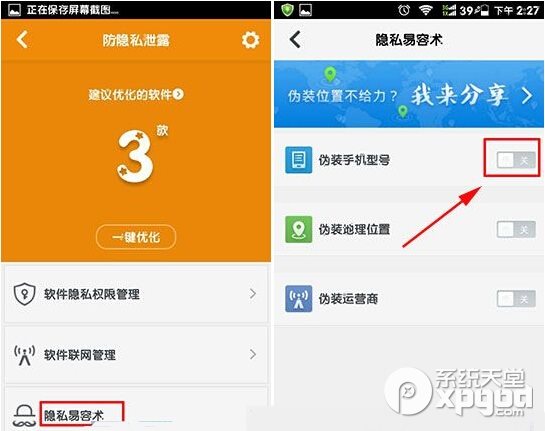 正在保存屏幕截图...
防隐私泄露
建议优化的软件
3款
一键优化
软件隐私权限管理
软件联网管理
隐私易容术
39
下午 2:27
隐私易容术
伪装位置不给力？ 我来分享
伪装手机型号
关
伪装地理位置
关
伪装运营商
关
系统天堂
xpgod